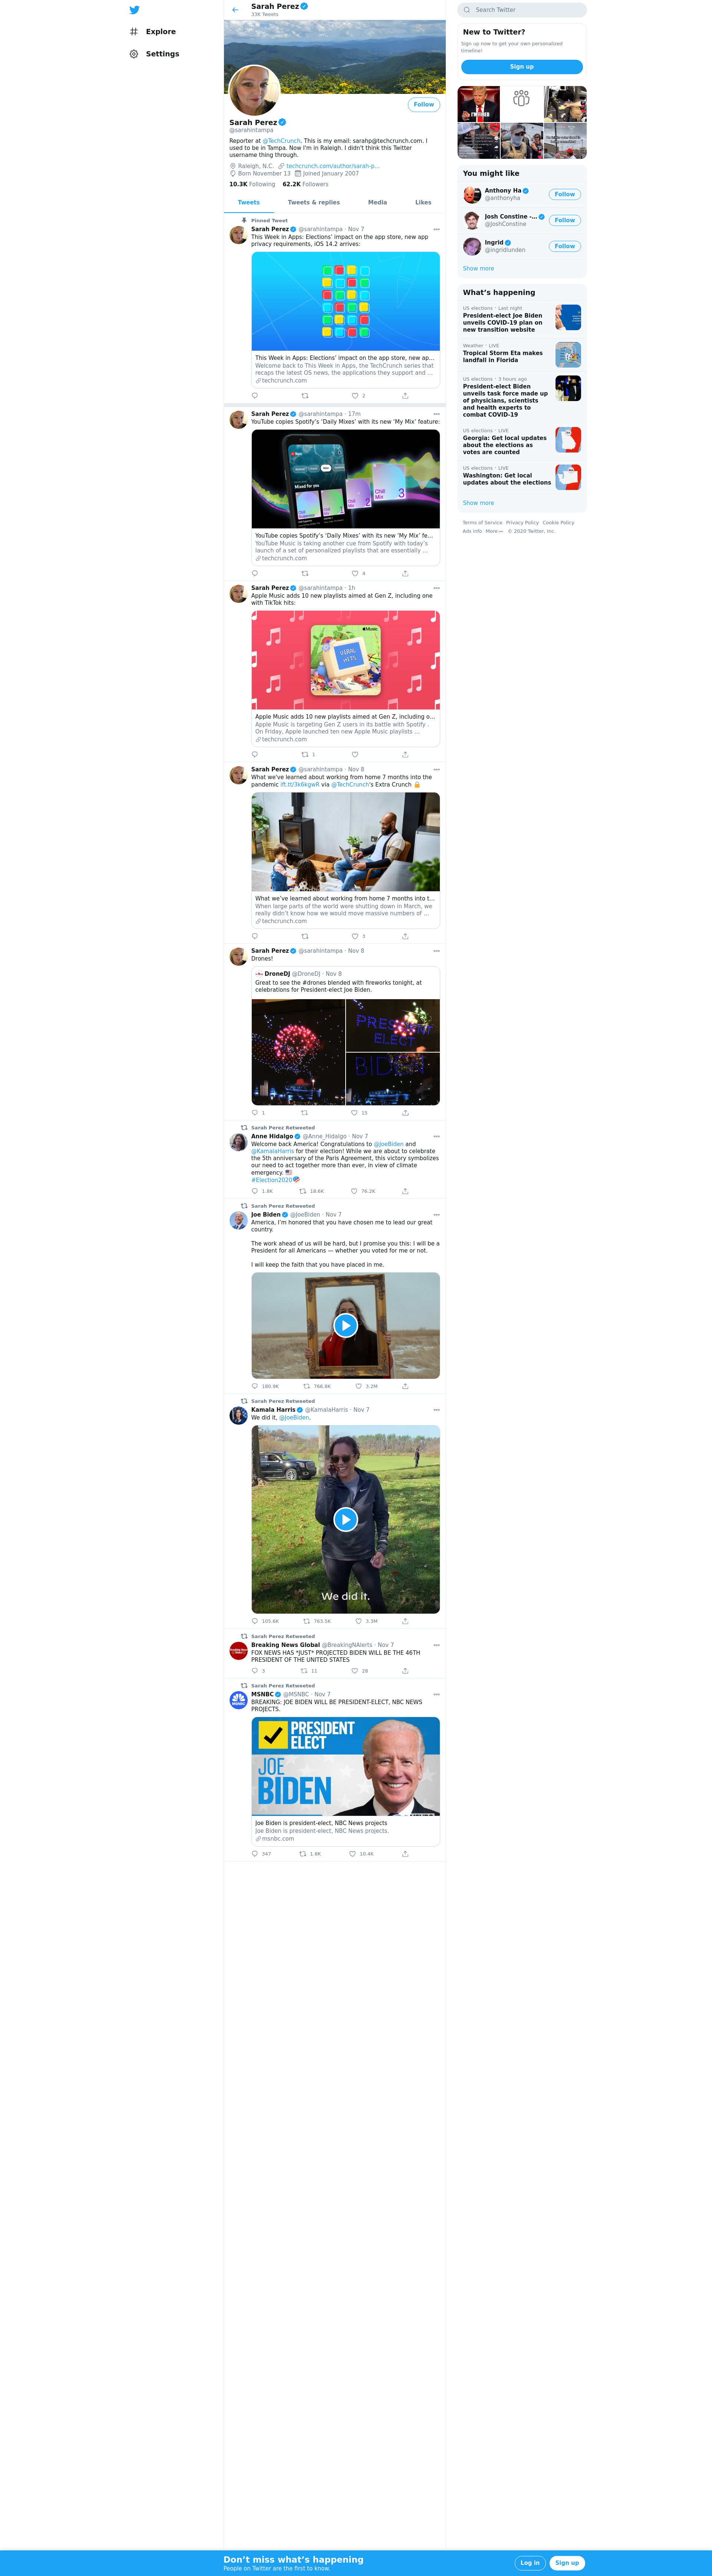 Explore
Settings
Sarah Perez
33K Tweets
Follow
Sarah Perez
@sarahintampa
Reporter at @TechCrunch. This is my email: sarahp@techcrunch.com. I
used to be in Tampa. Now I'm in Raleigh. I didn't think this Twitter
username thing through.
Raleigh, N.C. techcrunch.com/author/sarah-p…
Born November 13 Joined January 2007
10.3K Following 62.2K Followers
Tweets Tweets & replies Media Likes
Pinned Tweet
Sarah Perez @sarahintampa · Nov 7
This Week in Apps: Elections' impact on the app store, new app
privacy requirements, iOS 14.2 arrives:
This Week in Apps: Elections' impact on the app store, new ap…
Welcome back to This Week in Apps, the TechCrunch series that
recaps the latest OS news, the applications they support and …
techcrunch.com
2
Sarah Perez @sarahintampa · 17m
YouTube copies Spotify's 'Daily Mixes' with its new 'My Mix' feature:
Mixed for you
Chill Mix 2
Chill Mix 3
YouTube copies Spotify's 'Daily Mixes' with its new 'My Mix' fe…
YouTube Music is taking another cue from Spotify with today's
launch of a set of personalized playlists that are essentially …
techcrunch.com
4
Sarah Perez @sarahintampa · 1h
Apple Music adds 10 new playlists aimed at Gen Z, including one
with TikTok hits:
Music
VIRAL
HITS
Apple Music adds 10 new playlists aimed at Gen Z, including o…
Apple Music is targeting Gen Z users in its battle with Spotify .
On Friday, Apple launched ten new Apple Music playlists …
techcrunch.com
1
Sarah Perez @sarahintampa · Nov 8
What we've learned about working from home 7 months into the
pandemic ift.tt/3k6kgwR via @TechCrunch's Extra Crunch 🔒
What we've learned about working from home 7 months into t…
When large parts of the world were shutting down in March, we
really didn't know how we would move massive numbers of …
techcrunch.com
3
Sarah Perez @sarahintampa · Nov 8
Drones!
DroneDJ @DroneDJ · Nov 8
Great to see the #drones blended with fireworks tonight, at
celebrations for President-elect Joe Biden.
PRESIDENT
ELECT
BIDEN
1 15
Sarah Perez Retweeted
Anne Hidalgo @Anne_Hidalgo · Nov 7
Welcome back America! Congratulations to @JoeBiden and
@KamalaHarris for their election! While we are about to celebrate
the 5th anniversary of the Paris Agreement, this victory symbolizes
our need to act together more than ever, in view of climate
emergency. 🇺🇸
#Election2020
1.8K 18.6K 76.2K
Sarah Perez Retweeted
Joe Biden @JoeBiden · Nov 7
America, I'm honored that you have chosen me to lead our great
country.
The work ahead of us will be hard, but I promise you this: I will be a
President for all Americans — whether you voted for me or not.
I will keep the faith that you have placed in me.
180.9K 766.8K 3.2M
Sarah Perez Retweeted
Kamala Harris @KamalaHarris · Nov 7
We did it, @JoeBiden.
We did it.
105.6K 763.5K 3.3M
Sarah Perez Retweeted
Breaking News Global @BreakingNAlerts · Nov 7
FOX NEWS HAS *JUST* PROJECTED BIDEN WILL BE THE 46TH
PRESIDENT OF THE UNITED STATES
3 11 28
Sarah Perez Retweeted
MSNBC @MSNBC · Nov 7
BREAKING: JOE BIDEN WILL BE PRESIDENT-ELECT, NBC NEWS
PROJECTS.
PRESIDENT
ELECT
JOE
BIDEN
Joe Biden is president-elect, NBC News projects
Joe Biden is president-elect, NBC News projects.
msnbc.com
347 1.8K 10.4K
Search Twitter
New to Twitter?
Sign up now to get your own personalized
timeline!
Sign up
You might like
Anthony Ha
@anthonyha
Follow
Josh Constine -…
@JoshConstine
Follow
Ingrid
@ingridlunden
Follow
Show more
What's happening
US elections · Last night
President-elect Joe Biden
unveils COVID-19 plan on
new transition website
Weather · LIVE
Tropical Storm Eta makes
landfall in Florida
US elections · 3 hours ago
President-elect Biden
unveils task force made up
of physicians, scientists
and health experts to
combat COVID-19
US elections · LIVE
Georgia: Get local updates
about the elections as
votes are counted
US elections · LIVE
Washington: Get local
updates about the elections
Show more
Terms of Service Privacy Policy Cookie Policy
Ads info More © 2020 Twitter, Inc.
Don't miss what's happening
People on Twitter are the first to know.
Log in Sign up